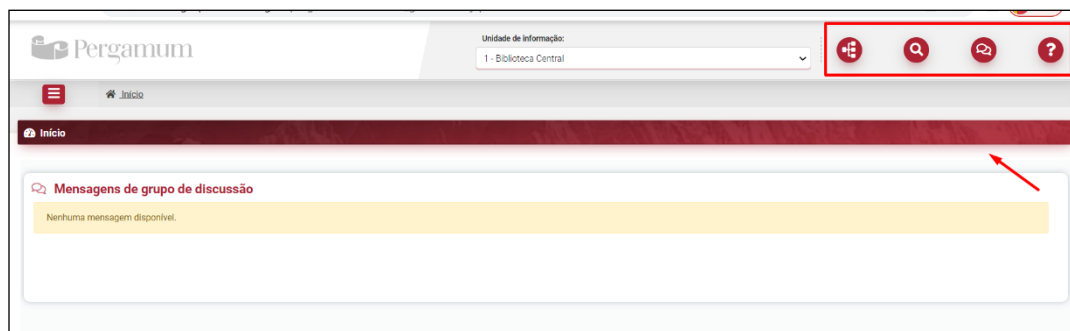 Pergamum
Unidade de informação:
1 - Biblioteca Central
?
Início
Início
Mensagens de grupo de discussão
Nenhuma mensagem disponível.